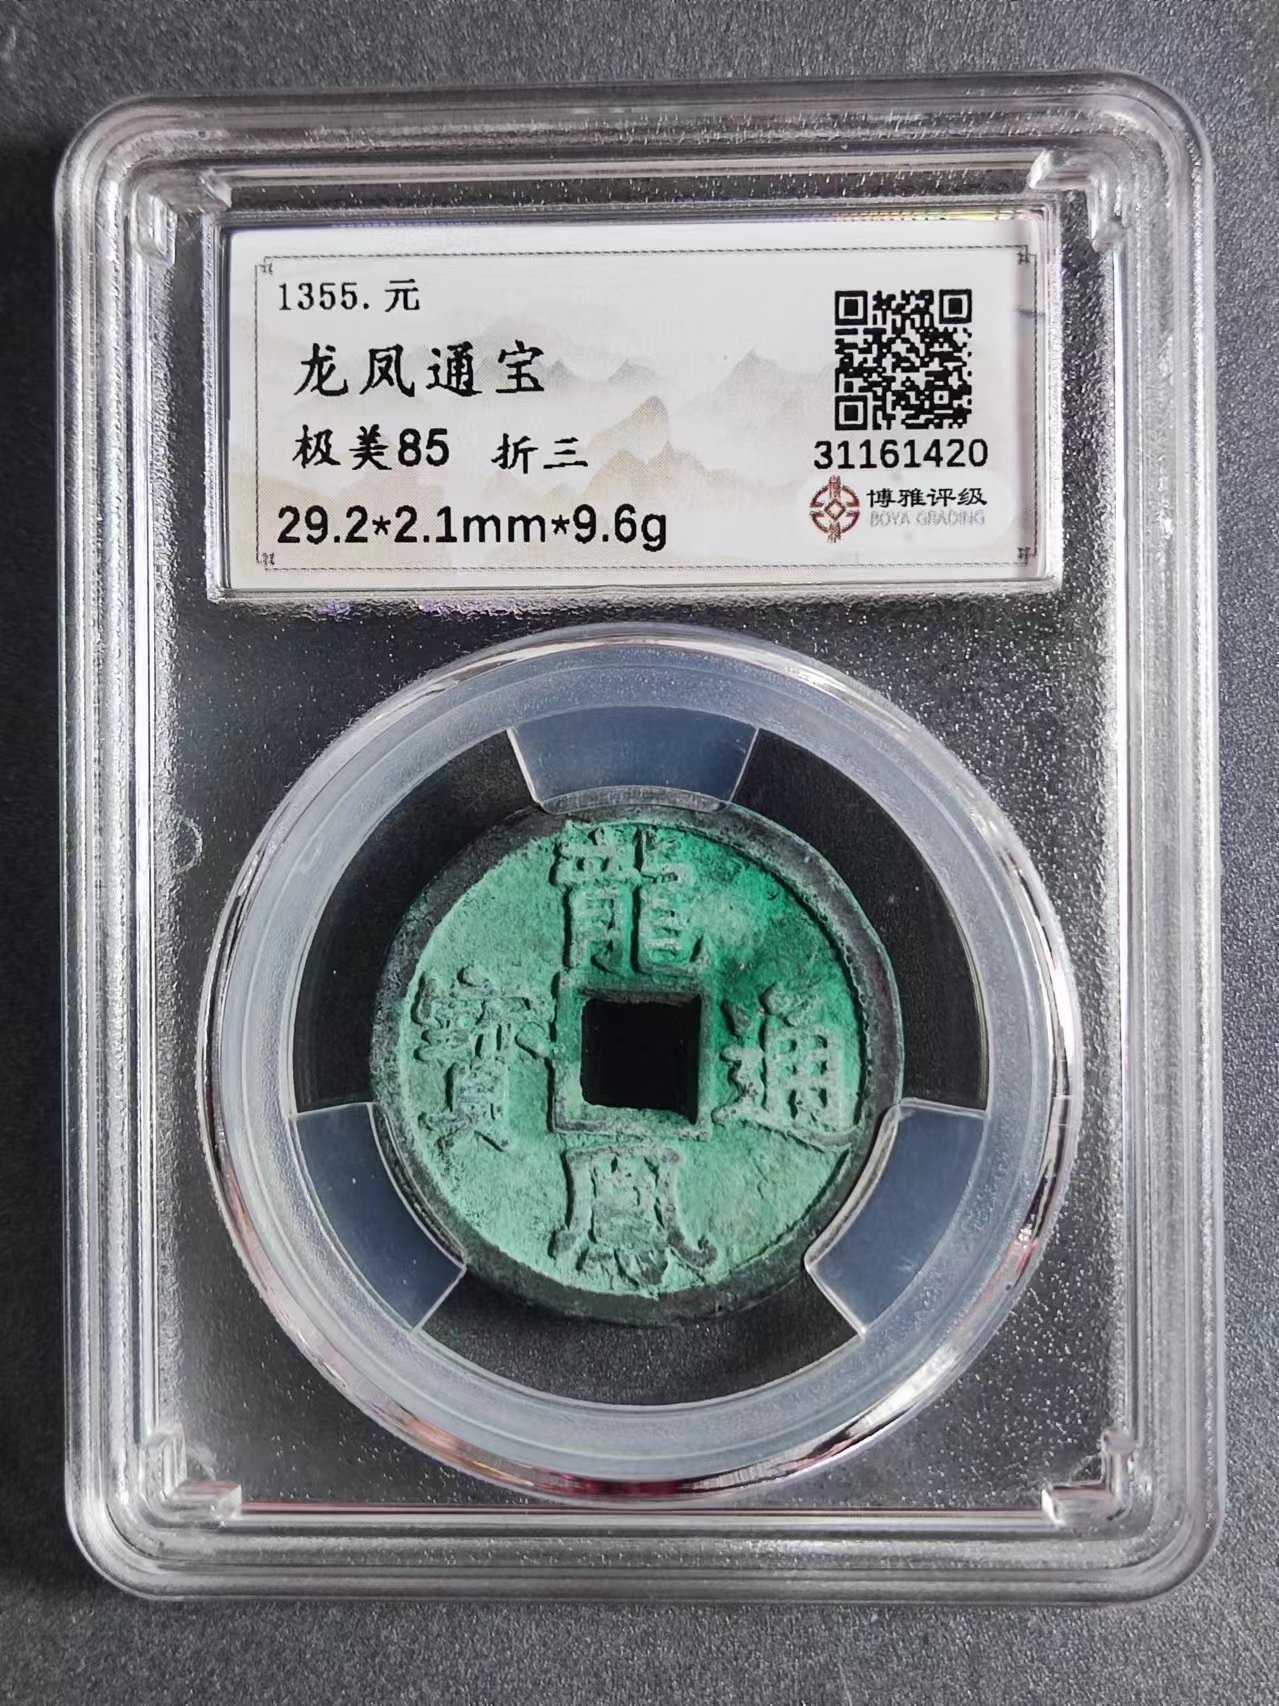 1355.元
龙凤通宝
极美85 折三
29.2*2.1mm*9.6g
31161420
博雅评级
BOYA GRADING
龍
寶 通
鳳